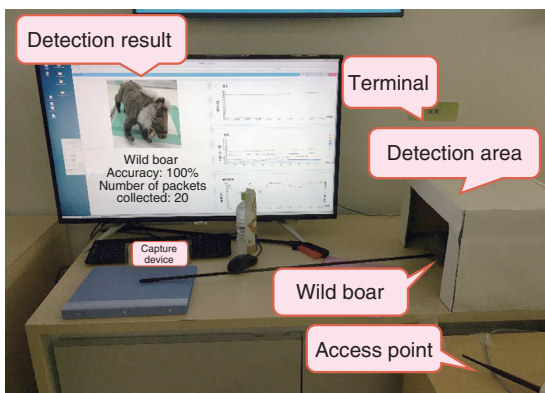 Detection result
Terminal
Detection area
Wild boar
Accuracy: 100%
Number of packets
collected: 20
Capture
device
Wild boar
Access point